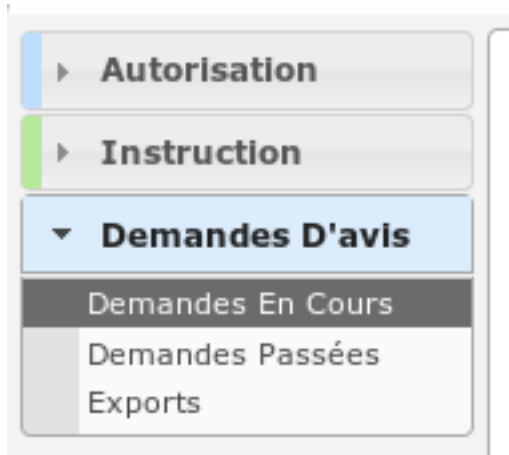 Autorisation
Instruction
Demandes D'avis
Demandes En Cours
Demandes Passées
Exports